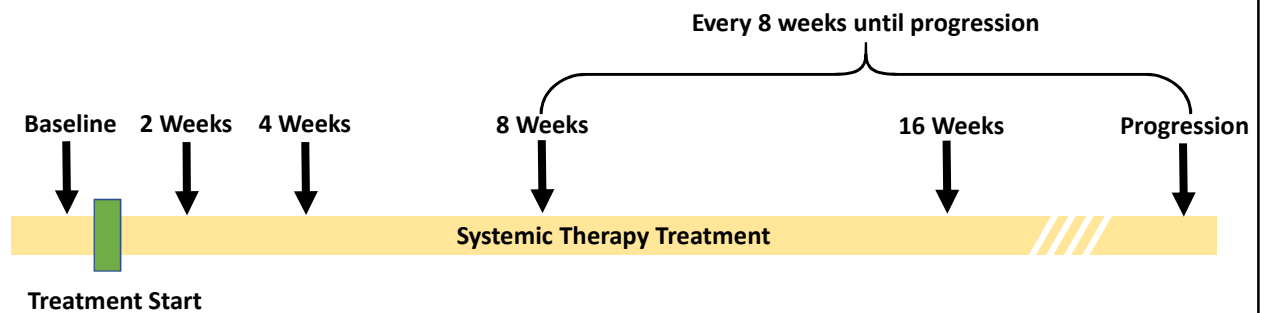 Every 8 weeks until progression
Baseline
2 Weeks
4 Weeks
8 Weeks
16 Weeks
Progression
Systemic Therapy Treatment
Treatment Start